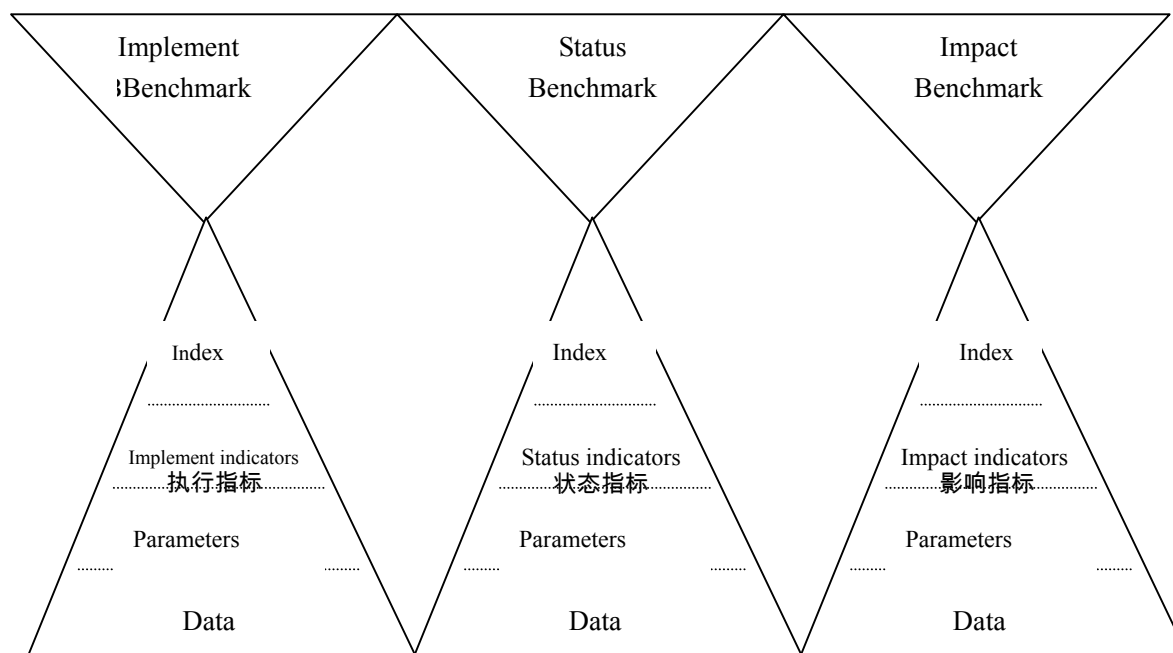 Implement
BBenchmark
Status
Benchmark
Impact
Benchmark
Index
Implement indicators
执行指标
Parameters
Data
Index
Status indicators
状态指标
Parameters
Data
Index
Impact indicators
影响指标
Parameters
Data